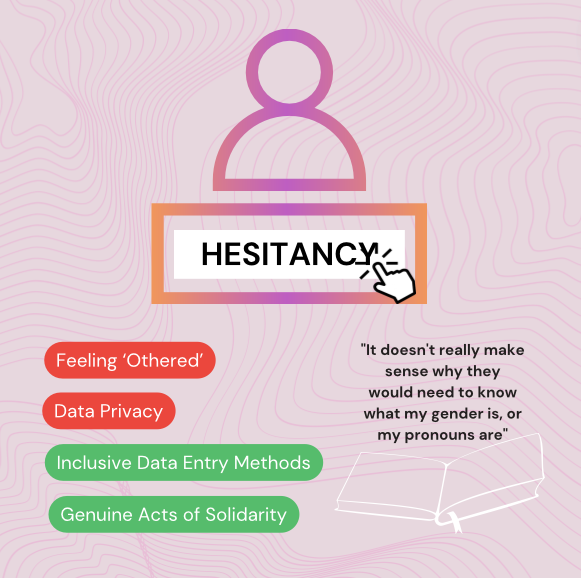 HESITANCY
Feeling ‘Othered’
Data Privacy
Inclusive Data Entry Methods
Genuine Acts of Solidarity
"It doesn't really make
sense why they
would need to know
what my gender is, or
my pronouns are"